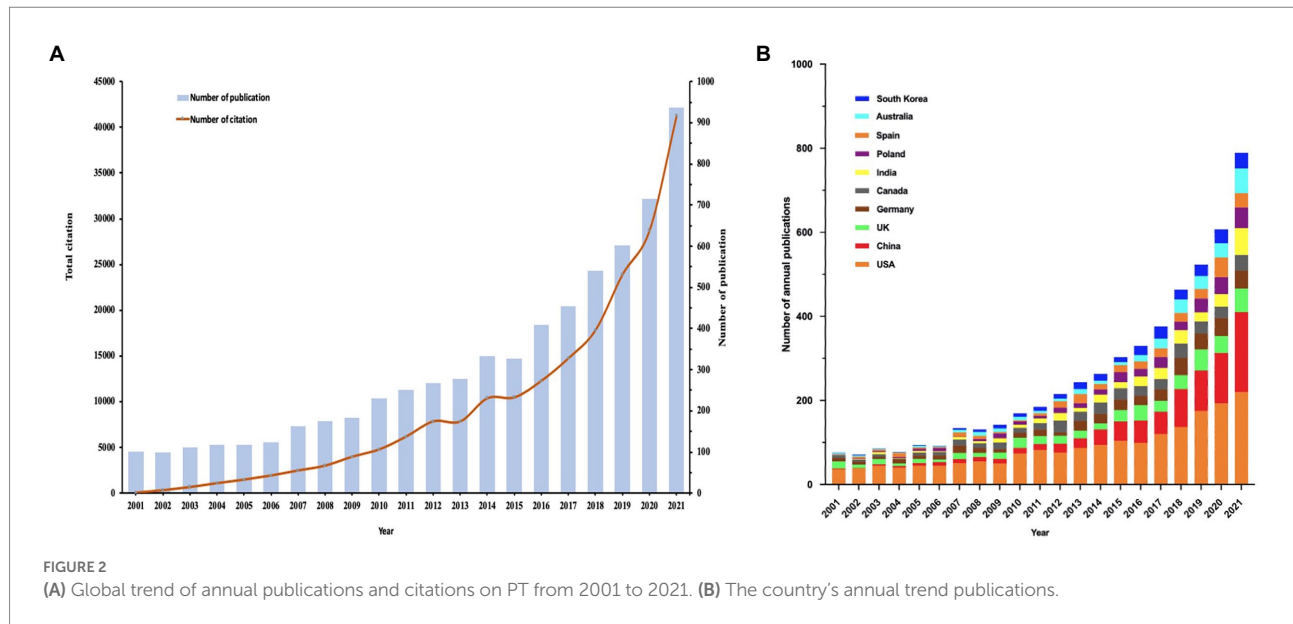 A
45000
40000
35000
30000
25000
20000
15000
10000
5000
0
Total citation
Number of publication
Number of citation
1000
900
800
700
600
500
400
300
200
100
0
Number of publication
2001 2002 2003 2004 2005 2006 2007 2008 2009 2010 2011 2012 2013 2014 2015 2016 2017 2018 2019 2020 2021
Year
B
1000
800
600
400
200
0
Number of annual publications
South Korea
Australia
Spain
Poland
India
Canada
Germany
UK
China
USA
2001 2002 2003 2004 2005 2006 2007 2008 2009 2010 2011 2012 2013 2014 2015 2016 2017 2018 2019 2020 2021
Year
FIGURE 2
(A) Global trend of annual publications and citations on PT from 2001 to 2021. (B) The country's annual trend publications.